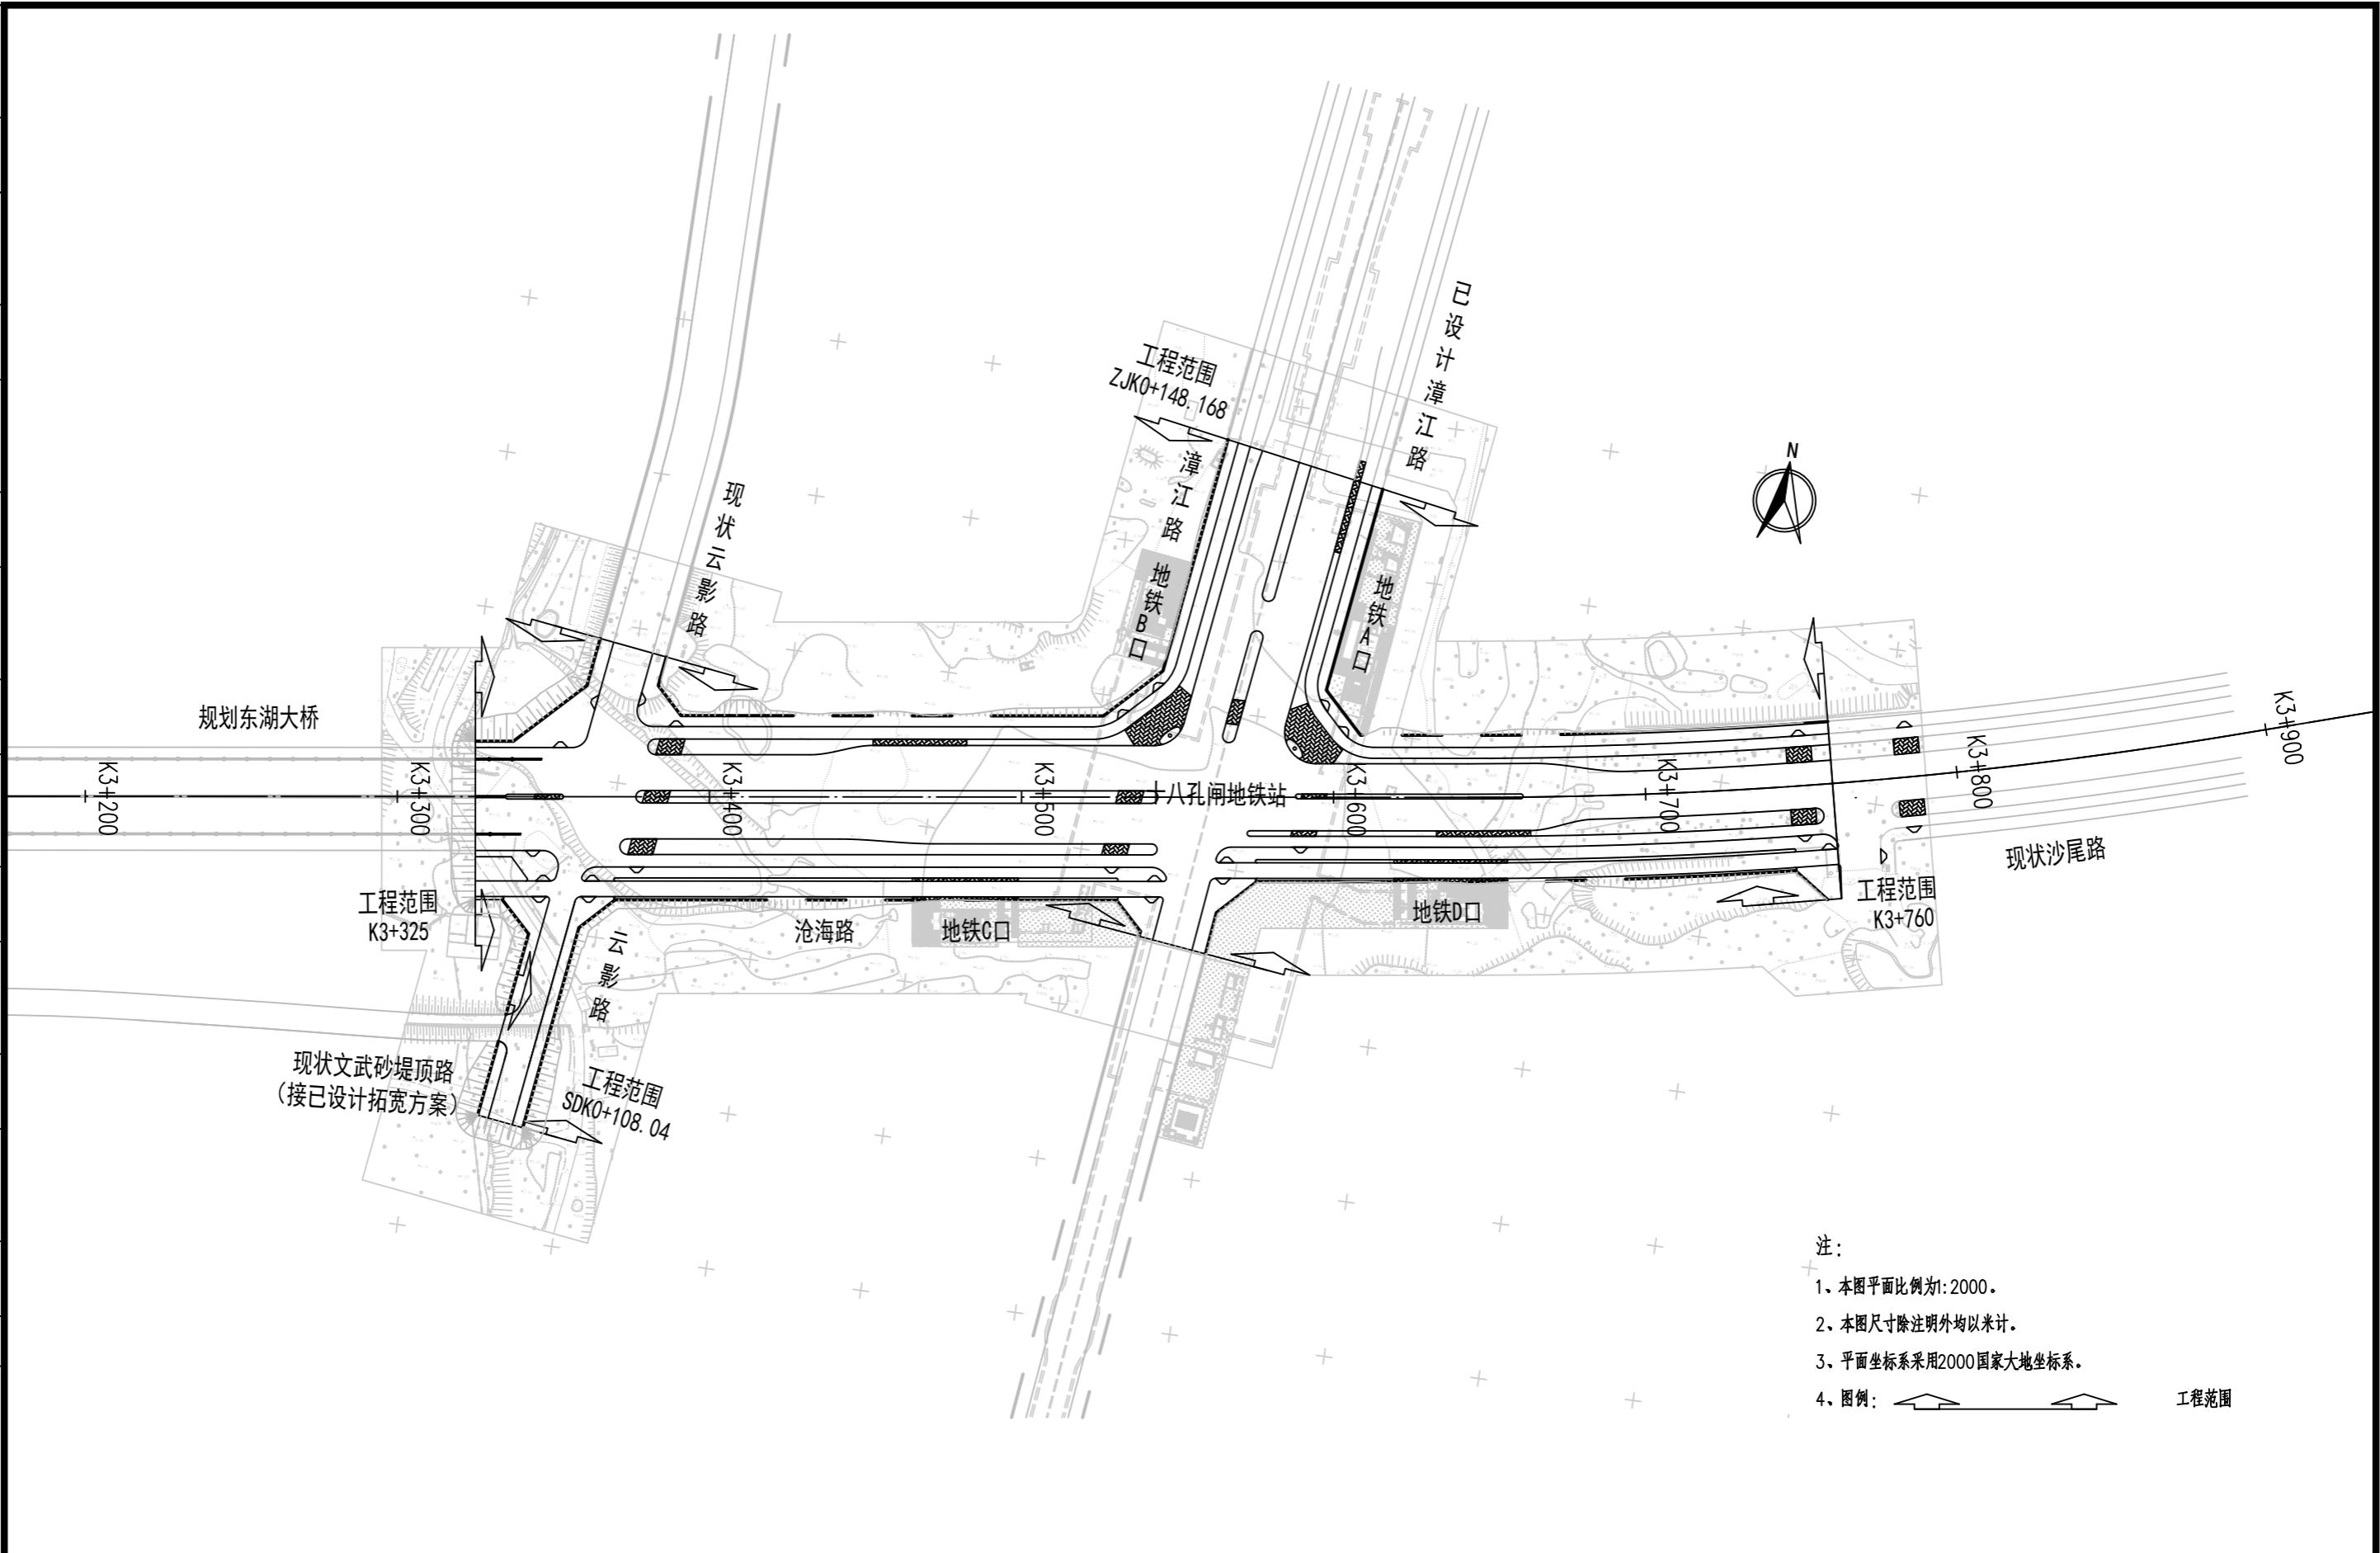 已设计漳江路
工程范围
ZJK0+148.168
漳江路
N
现状云影路
地铁B口
地铁A口
规划东湖大桥
K3+200
K3+300
K3+400
K3+500
十八孔闸地铁站
K3+600
K3+700
K3+800
K3+900
现状沙尾路
工程范围
K3+325
沧海路
地铁C口
地铁D口
工程范围
K3+760
云影路
现状文武砂堤顶路
(接已设计拓宽方案)
工程范围
SDK0+108.04
注：
1、本图平面比例为1:2000。
2、本图尺寸除注明外均以米计。
3、平面坐标系采用2000国家大地坐标系。
4、图例： 工程范围